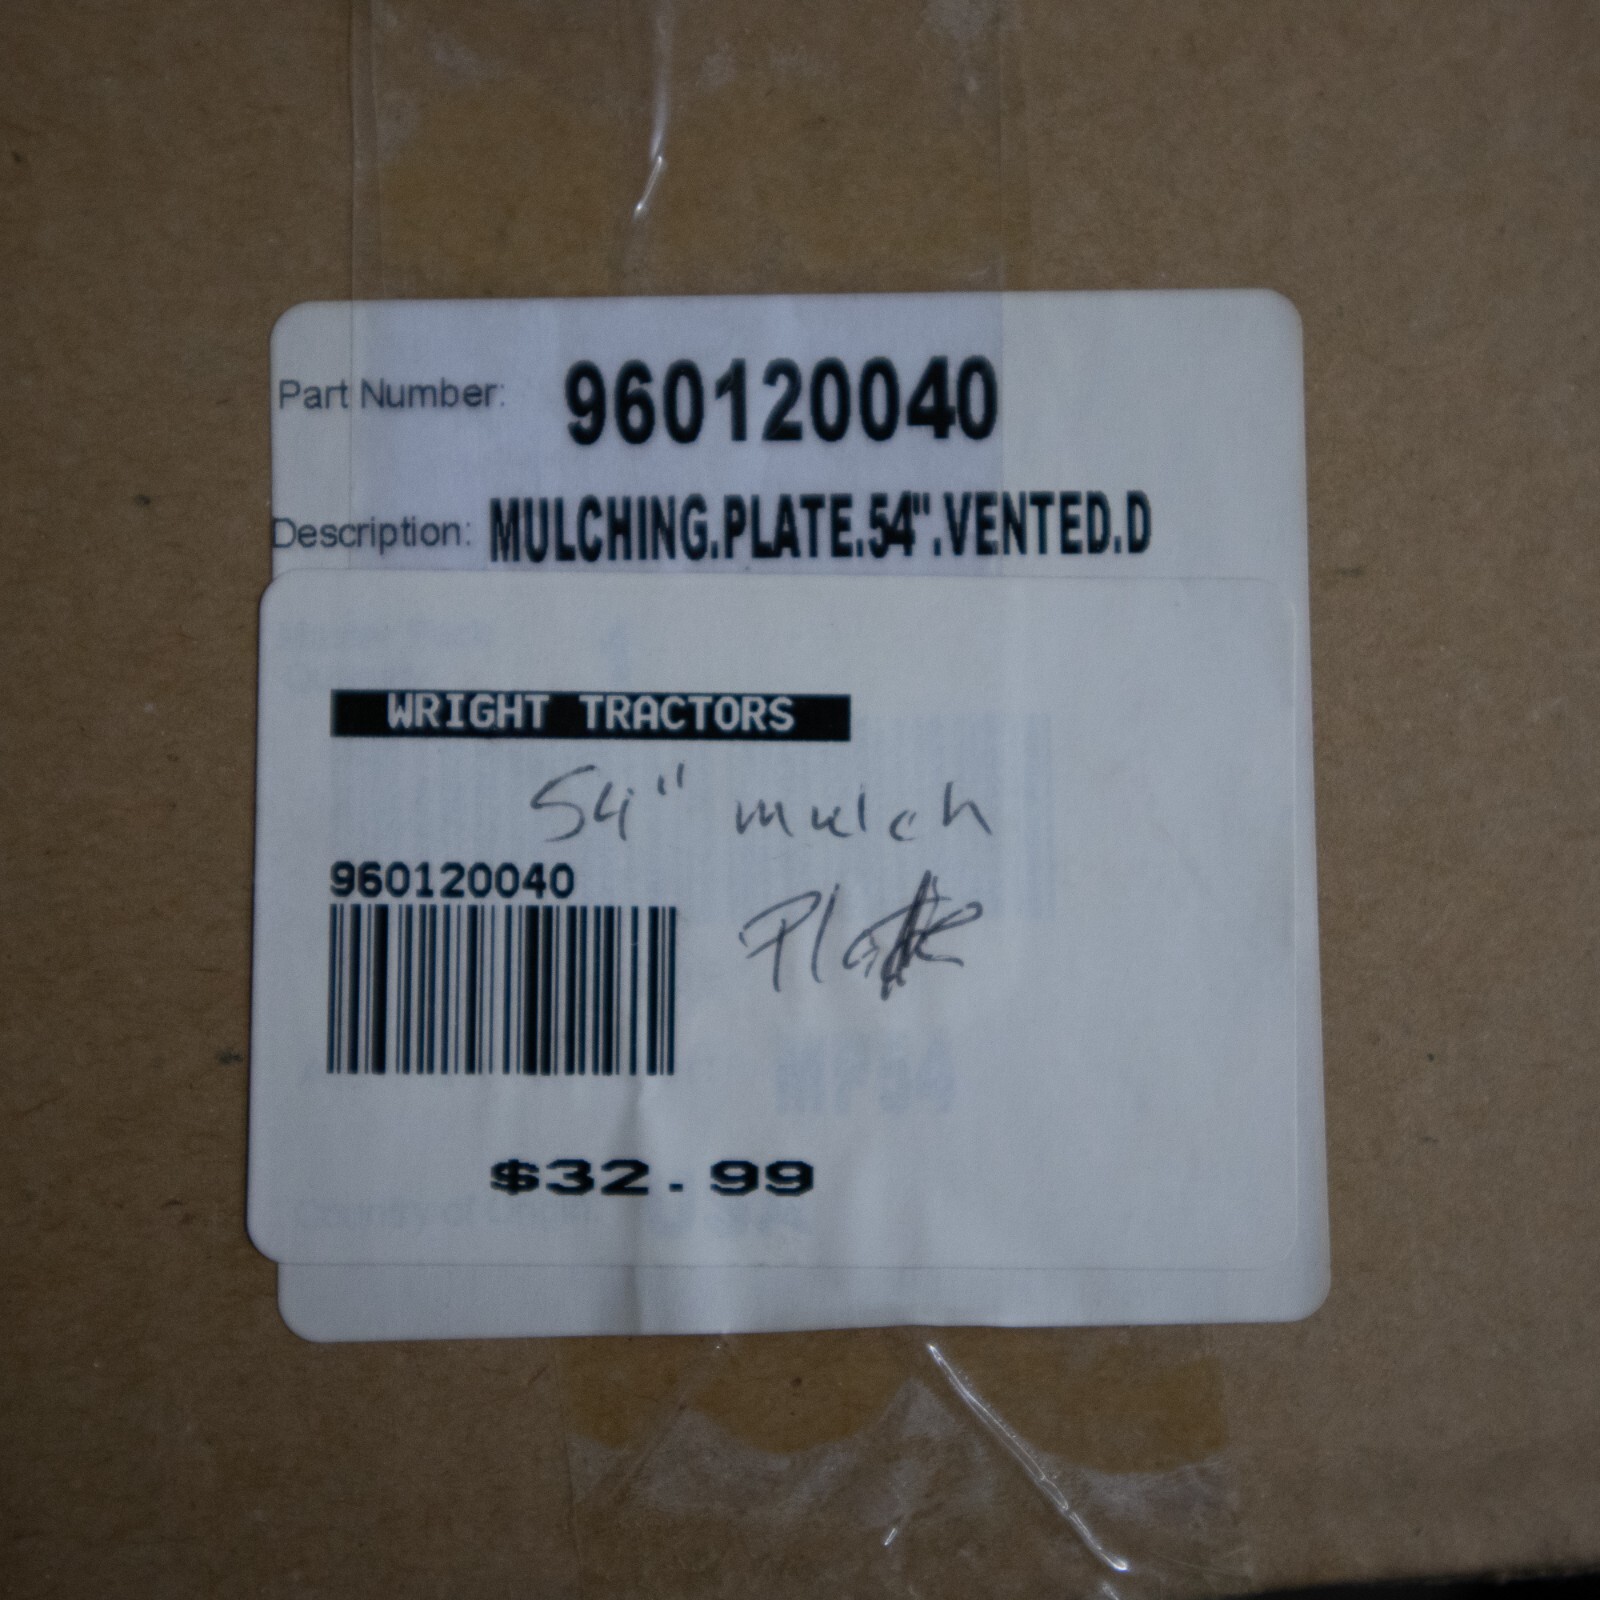 Part Number: 960120040
Description: MULCHING.PLATE.54".VENTED.D
WRIGHT TRACTORS
54" mulch
960120040
Plate
$32.99